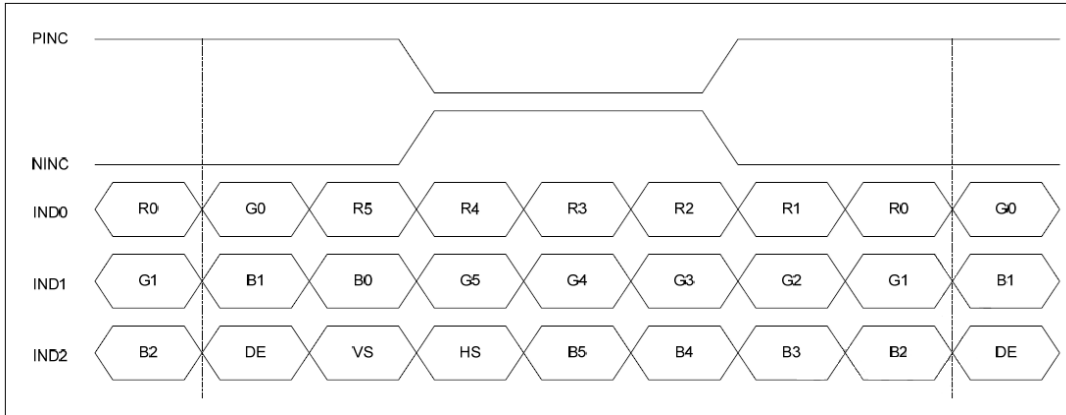 PINC
NINC
IND0 R0 G0 R5 R4 R3 R2 R1 R0 G0
IND1 G1 B1 B0 G5 G4 G3 G2 G1 B1
IND2 B2 DE VS HS B5 B4 B3 B2 DE